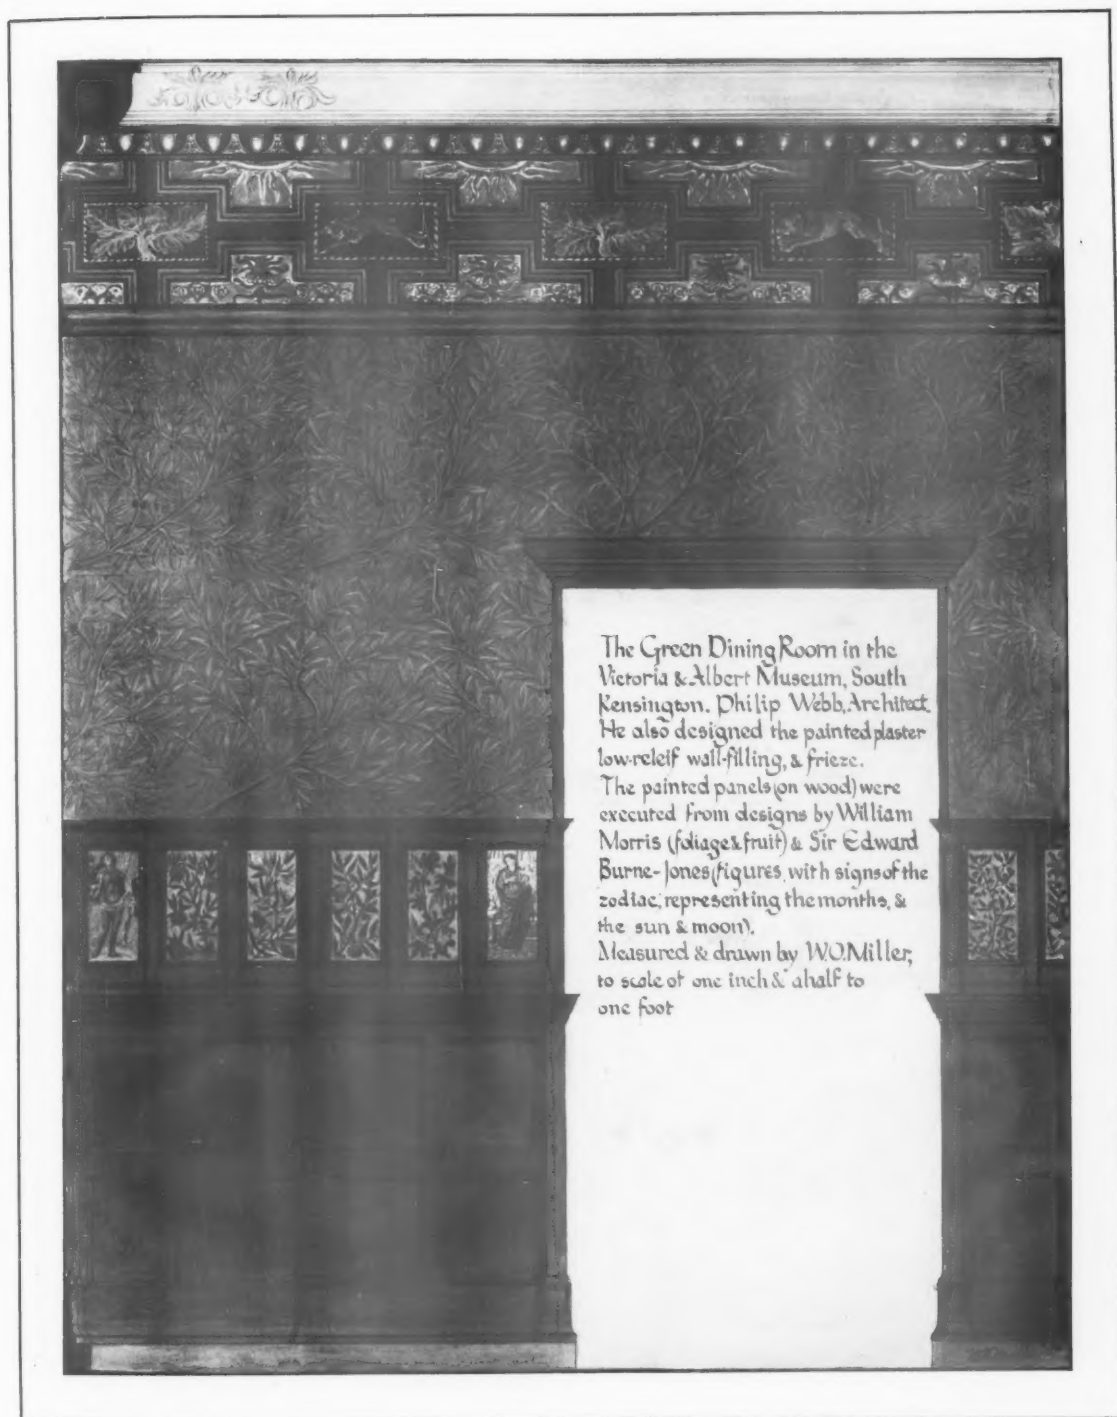 The Green Dining Room in the
Victoria & Albert Museum, South
Kensington. Philip Webb, Architect.
He also designed the painted plaster
low-releif wall-filling, & frieze.
The painted panels (on wood) were
executed from designs by William
Morris (foliage & fruit) & Sir Edward
Burne-Jones (figures, with signs of the
zodiac, representing the months, &
the sun & moon).
Measured & drawn by W.O. Miller,
to scale of one inch & a half to
one foot